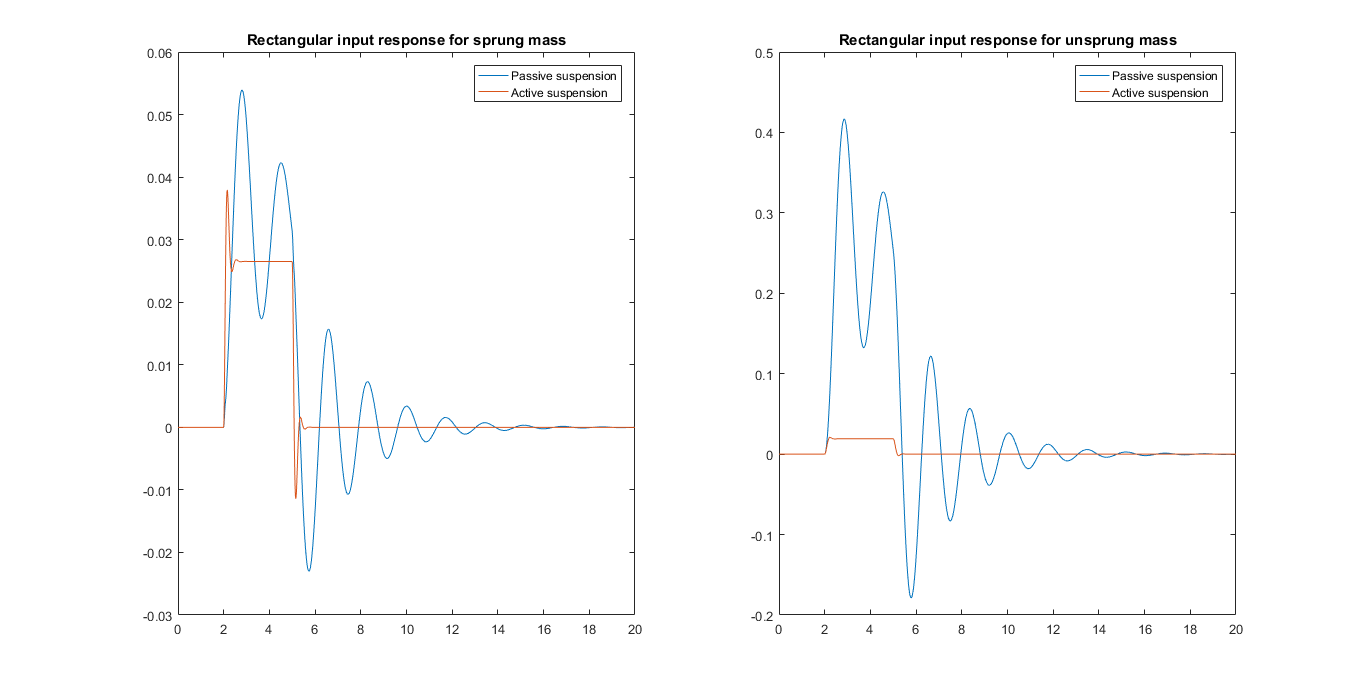 Rectangular input response for sprung mass
0.06
0.05
0.04
0.03
0.02
0.01
0
-0.01
-0.02
-0.03
Passive suspension
Active suspension
0 2 4 6 8 10 12 14 16 18 20
Rectangular input response for unsprung mass
0.5
0.4
0.3
0.2
0.1
0
-0.1
-0.2
Passive suspension
Active suspension
0 2 4 6 8 10 12 14 16 18 20